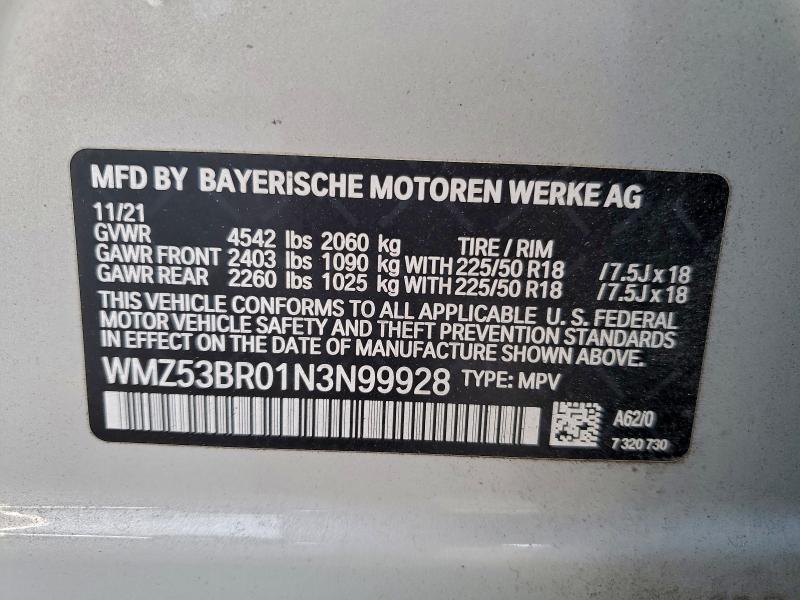 MFD BY BAYERISCHE MOTOREN WERKE AG
11/21
GVWR 4542 lbs 2060 kg TIRE / RIM
GAWR FRONT 2403 lbs 1090 kg WITH 225/50 R18 /7.5J x 18
GAWR REAR 2260 lbs 1025 kg WITH 225/50 R18 /7.5J x 18
THIS VEHICLE CONFORMS TO ALL APPLICABLE U. S. FEDERAL
MOTOR VEHICLE SAFETY AND THEFT PREVENTION STANDARDS
IN EFFECT ON THE DATE OF MANUFACTURE SHOWN ABOVE.
WMZ53BR01N3N99928 TYPE: MPV
A62/0
7 320 730